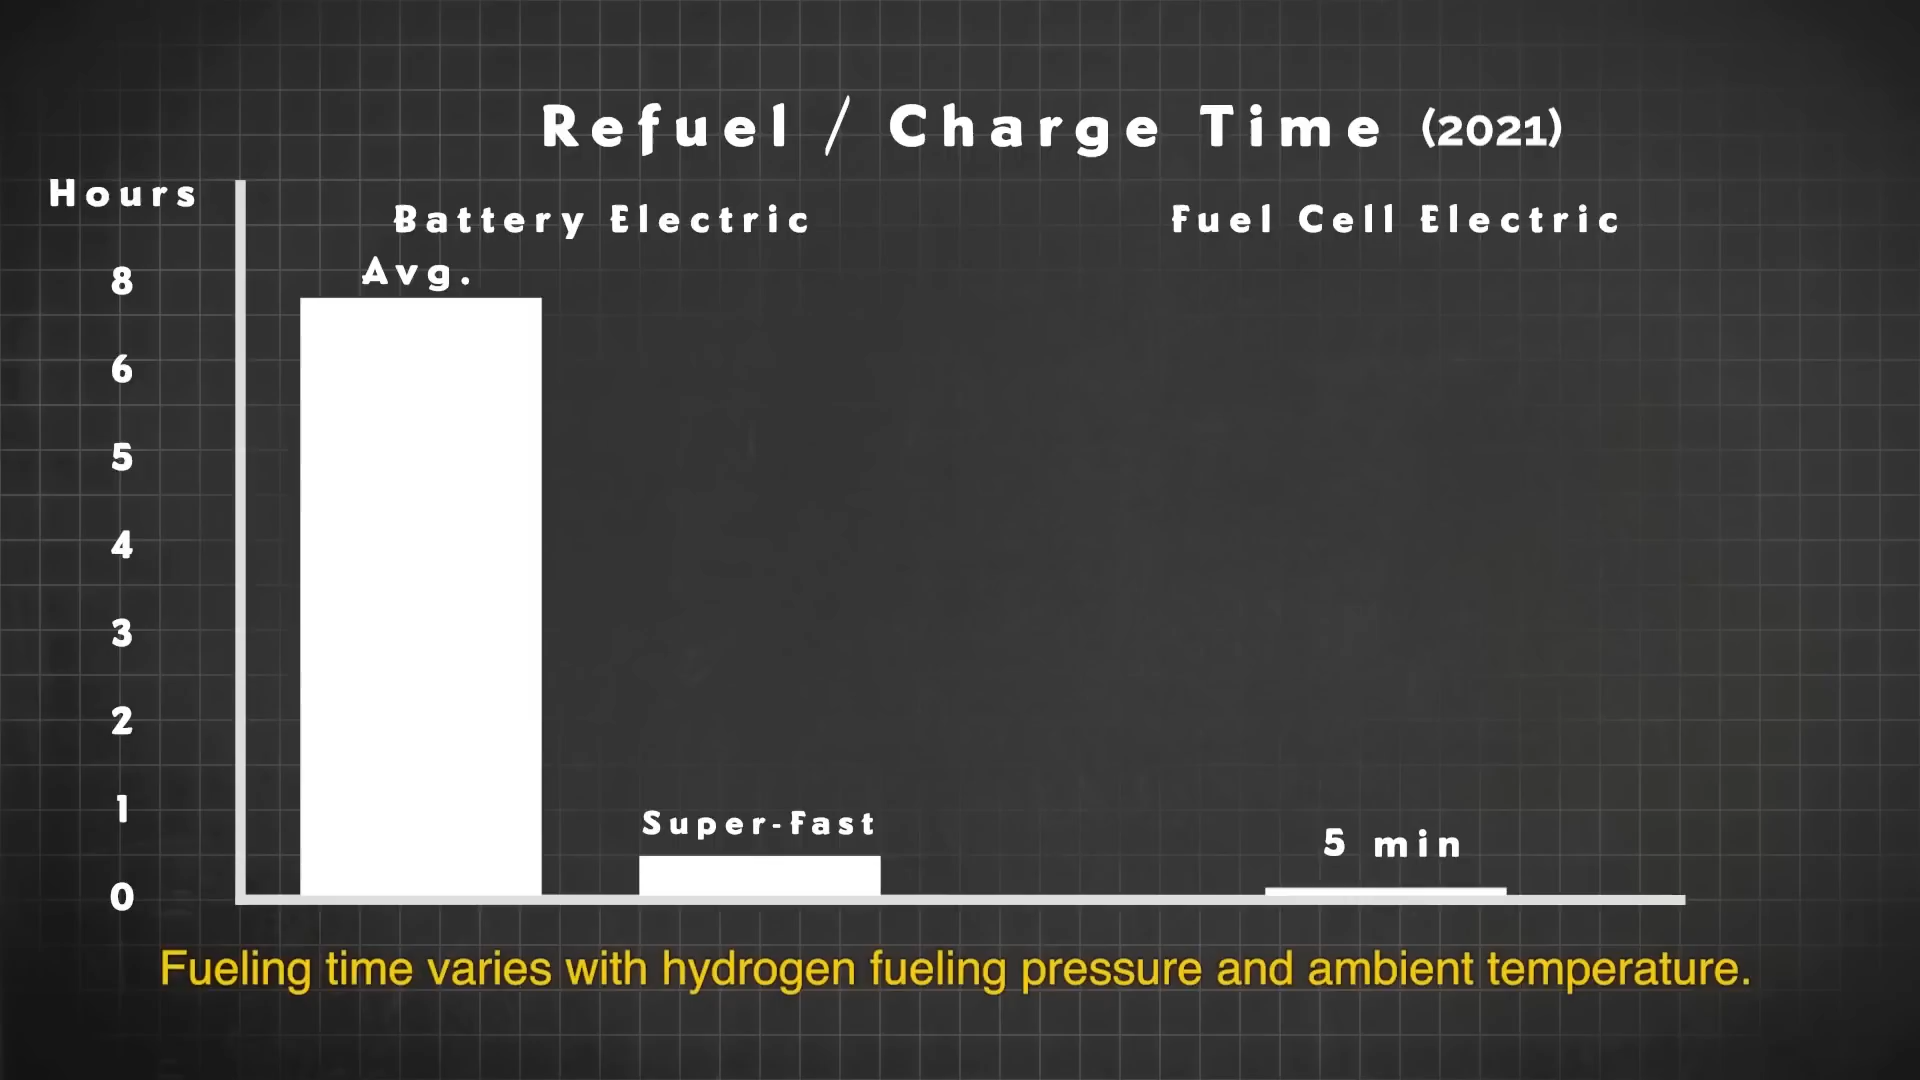 Refuel / Charge Time (2021)
Hours
Battery Electric
Fuel Cell Electric
Avg.
8
6
5
4
3
2
1
0
Super-Fast
5 min
Fueling time varies with hydrogen fueling pressure and ambient temperature.